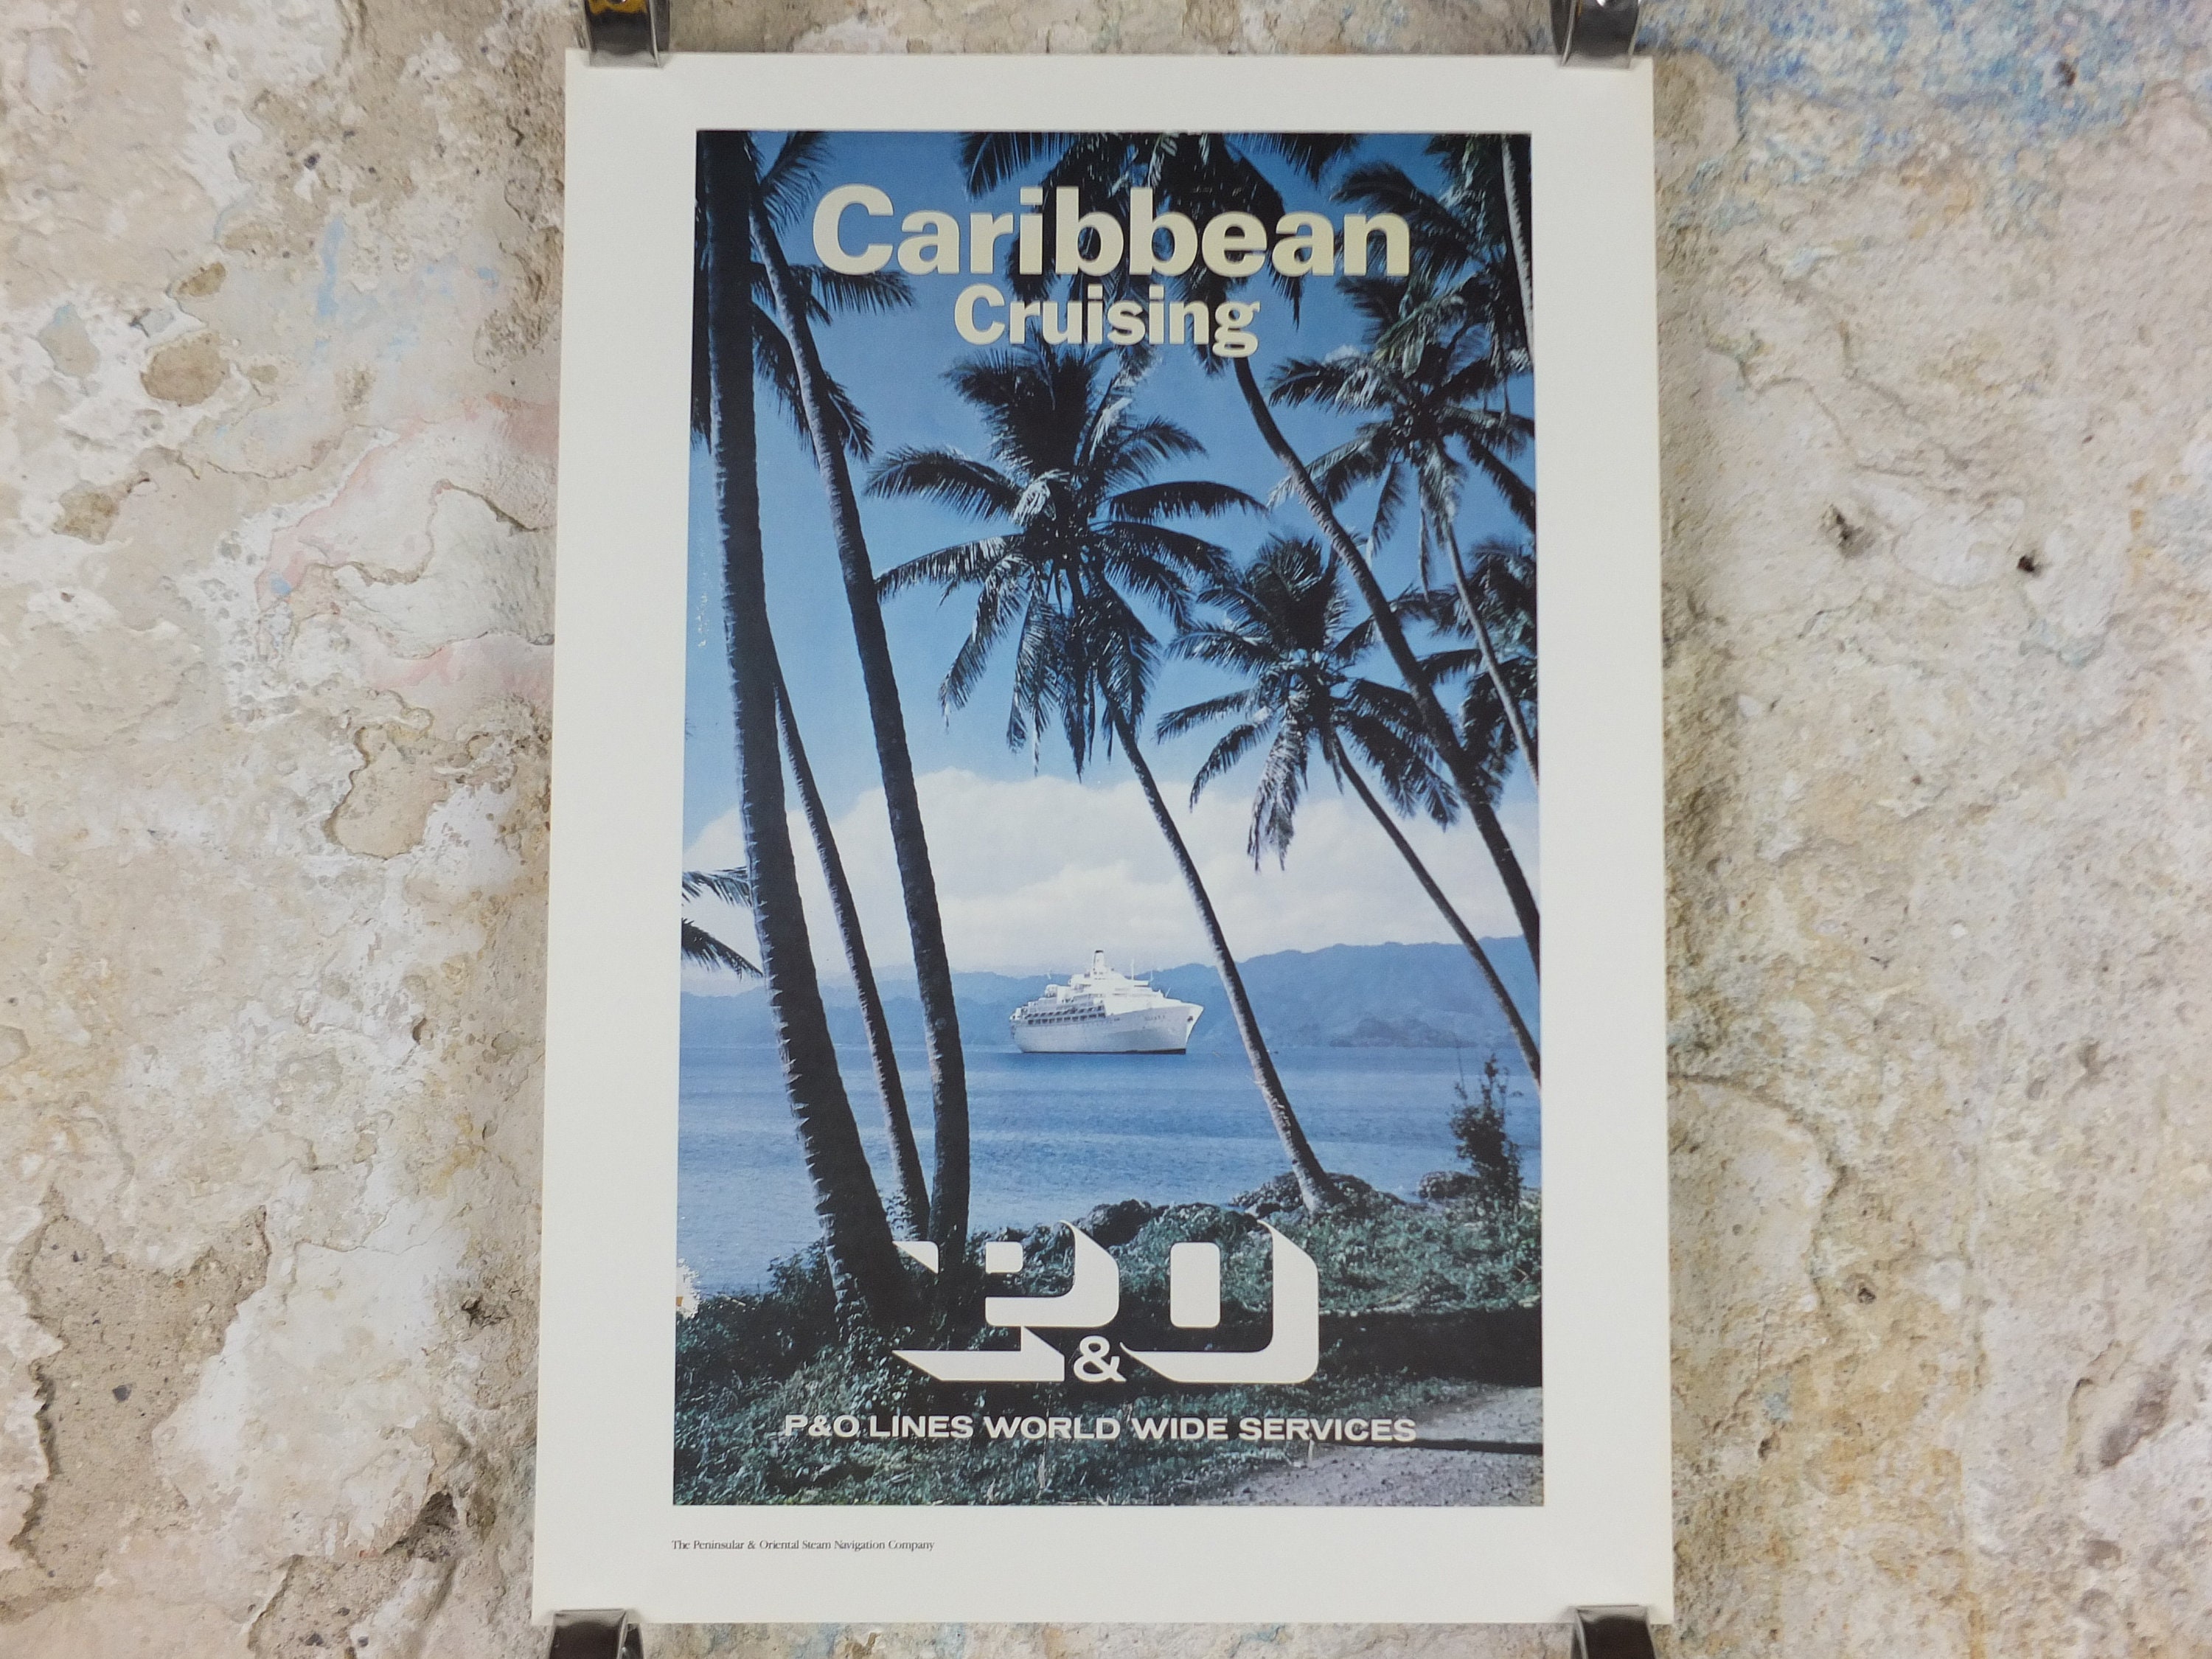 Caribbean
Cruising
P&O
P&O LINES WORLD WIDE SERVICES
The Peninsular & Oriental Steam Navigation Company